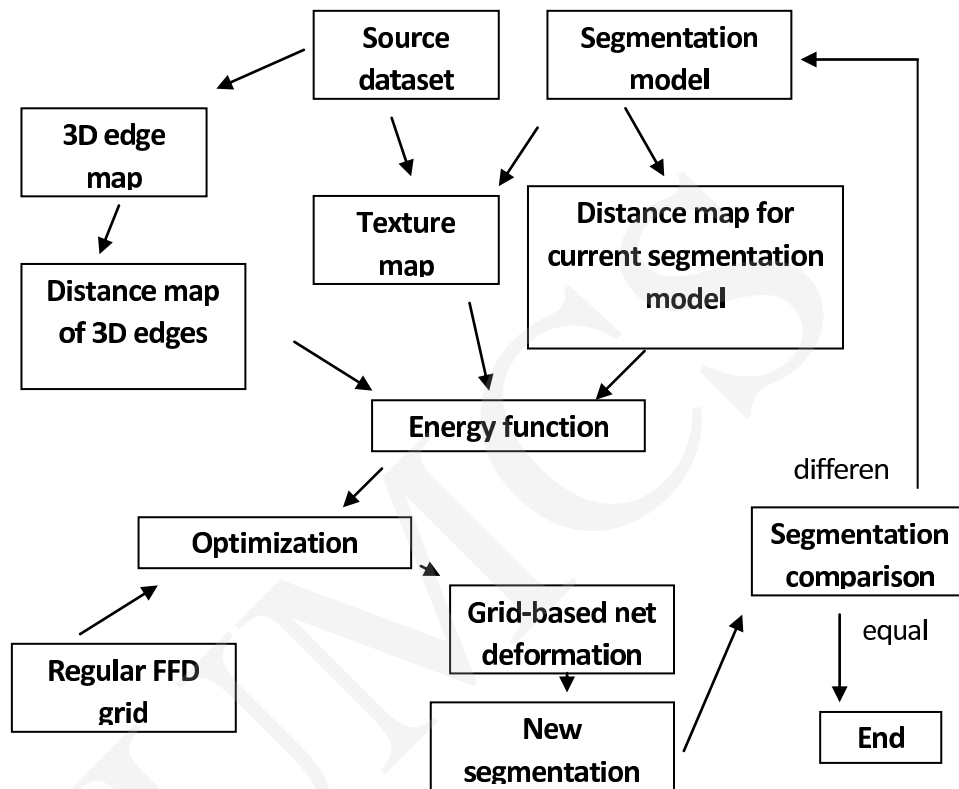 Source
dataset
Segmentation
model
3D edge
map
Texture
map
Distance map for
current segmentation
model
Distance map
of 3D edges
Energy function
differen
Optimization
Segmentation
comparison
Grid-based net
deformation
equal
Regular FFD
grid
New
segmentation
End
UMCS